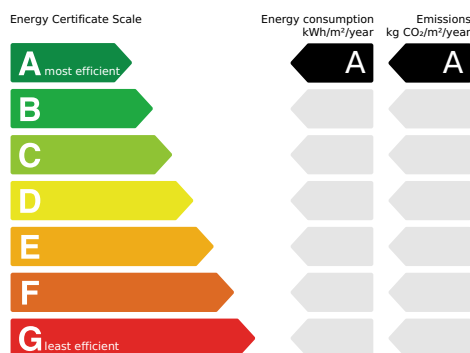 Energy Certificate Scale
Energy consumption
kWh/m²/year
Emissions
kg CO₂/m²/year
A most efficient
A
A
B
C
D
E
F
G least efficient